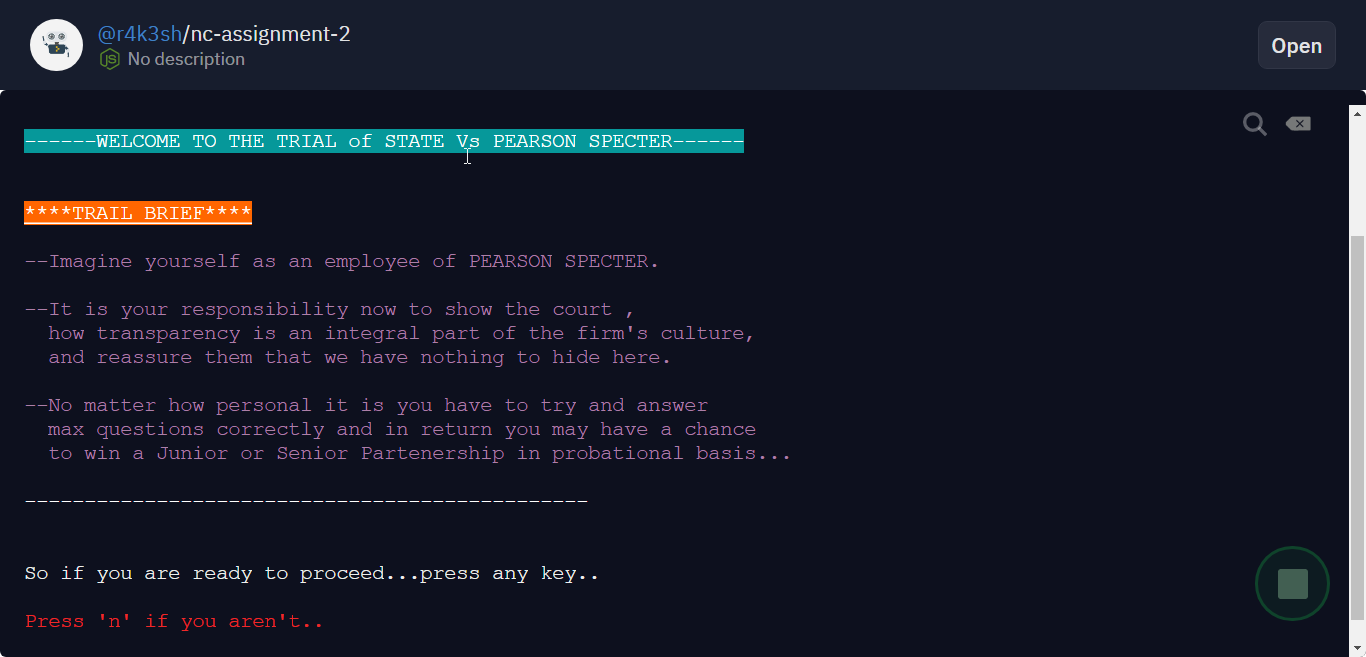 @r4k3sh/nc-assignment-2
JS No description
Open
------WELCOME TO THE TRIAL of STATE Vs PEARSON SPECTER------
****TRAIL BRIEF****
--Imagine yourself as an employee of PEARSON SPECTER.
--It is your responsibility now to show the court ,
how transparency is an integral part of the firm's culture,
and reassure them that we have nothing to hide here.
--No matter how personal it is you have to try and answer
max questions correctly and in return you may have a chance
to win a Junior or Senior Partenership in probational basis...
-----------------------------------------------
So if you are ready to proceed...press any key..
Press 'n' if you aren't..